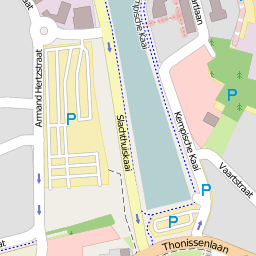 Armand Hertzstraat
Slachthuiskaai
Kempische Kaai
Vaartstraat
Thonissenlaan
P
P
P
P